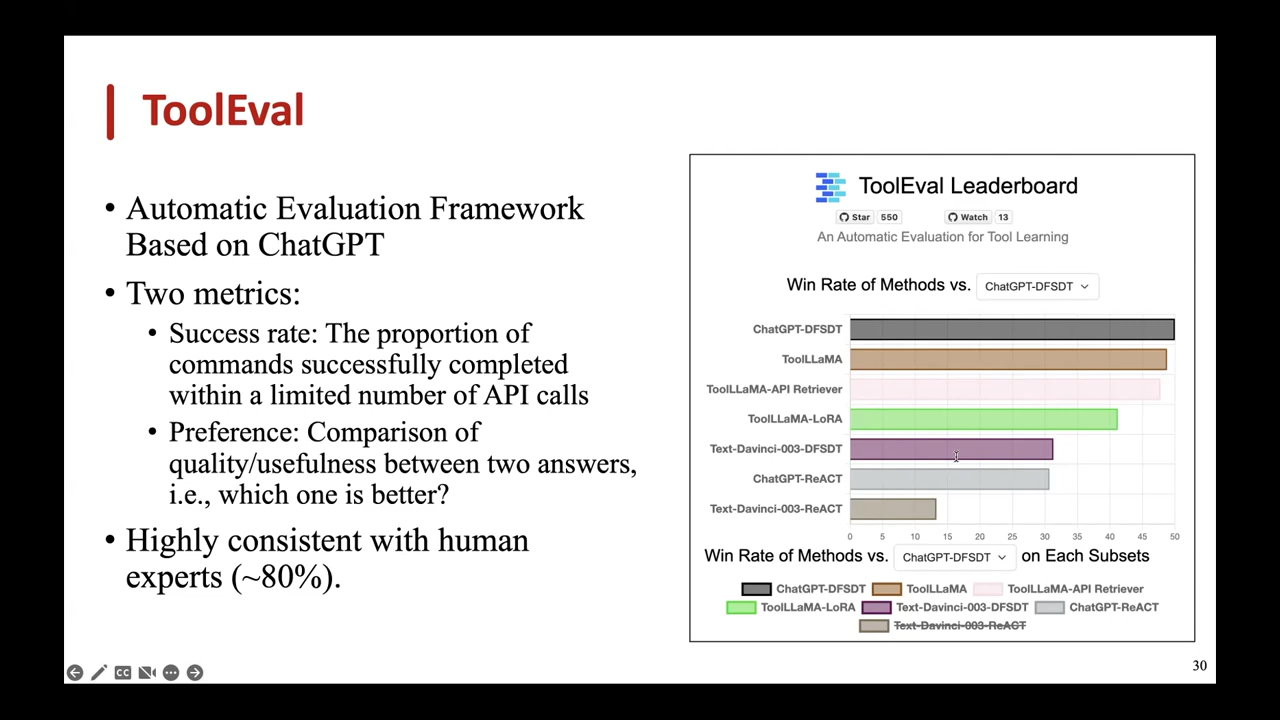 ToolEval
• Automatic Evaluation Framework
Based on ChatGPT
• Two metrics:
• Success rate: The proportion of
commands successfully completed
within a limited number of API calls
• Preference: Comparison of
quality/usefulness between two answers,
i.e., which one is better?
• Highly consistent with human
experts (~80%).
ToolEval Leaderboard
Star 550 Watch 13
An Automatic Evaluation for Tool Learning
Win Rate of Methods vs. ChatGPT-DFSDT
ChatGPT-DFSDT
ToolLLaMA
ToolLLaMA-API Retriever
ToolLLaMA-LoRA
Text-Davinci-003-DFSDT
ChatGPT-ReACT
Text-Davinci-003-ReACT
0 5 10 15 20 25 30 35 40 45 50
Win Rate of Methods vs. ChatGPT-DFSDT on Each Subsets
ChatGPT-DFSDT ToolLLaMA ToolLLaMA-API Retriever
ToolLLaMA-LoRA Text-Davinci-003-DFSDT ChatGPT-ReACT
Text-Davinci-003-ReACT
CC
30